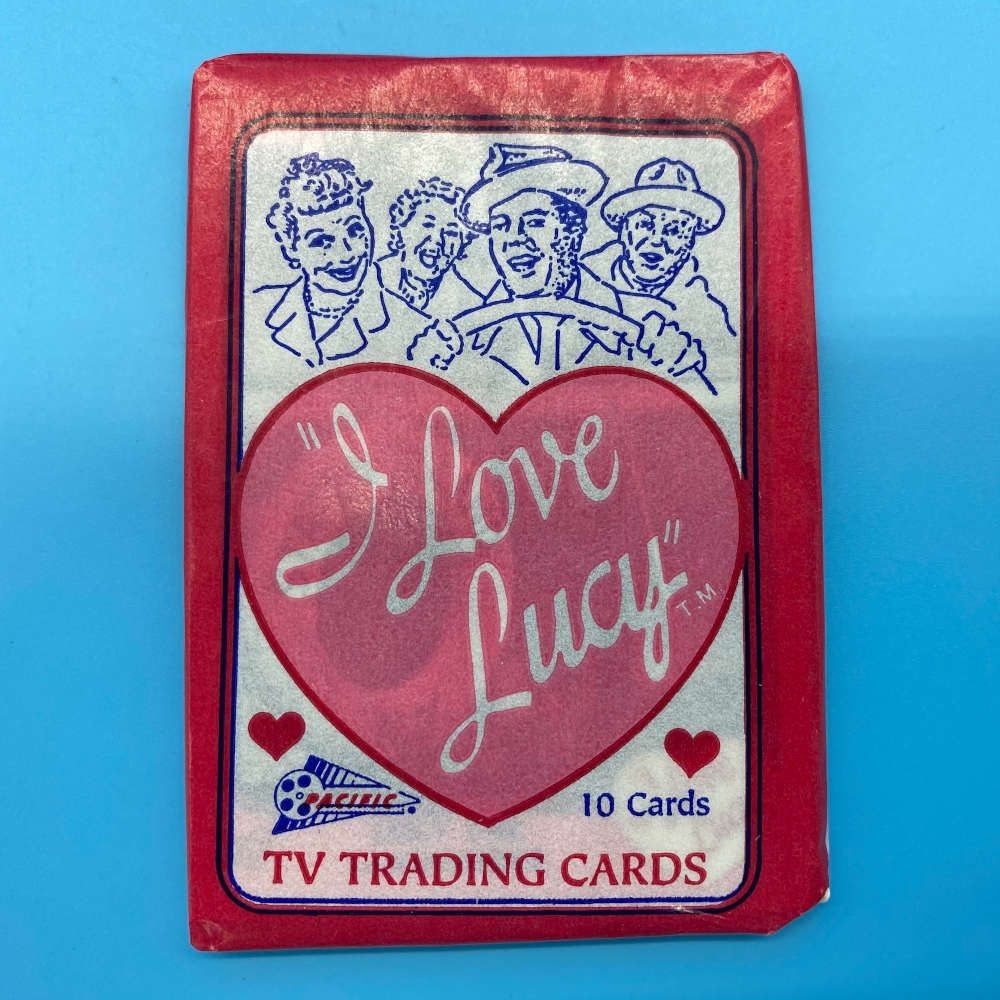 "I Love
Lucy" T.M.
PACIFIC
10 Cards
TV TRADING CARDS